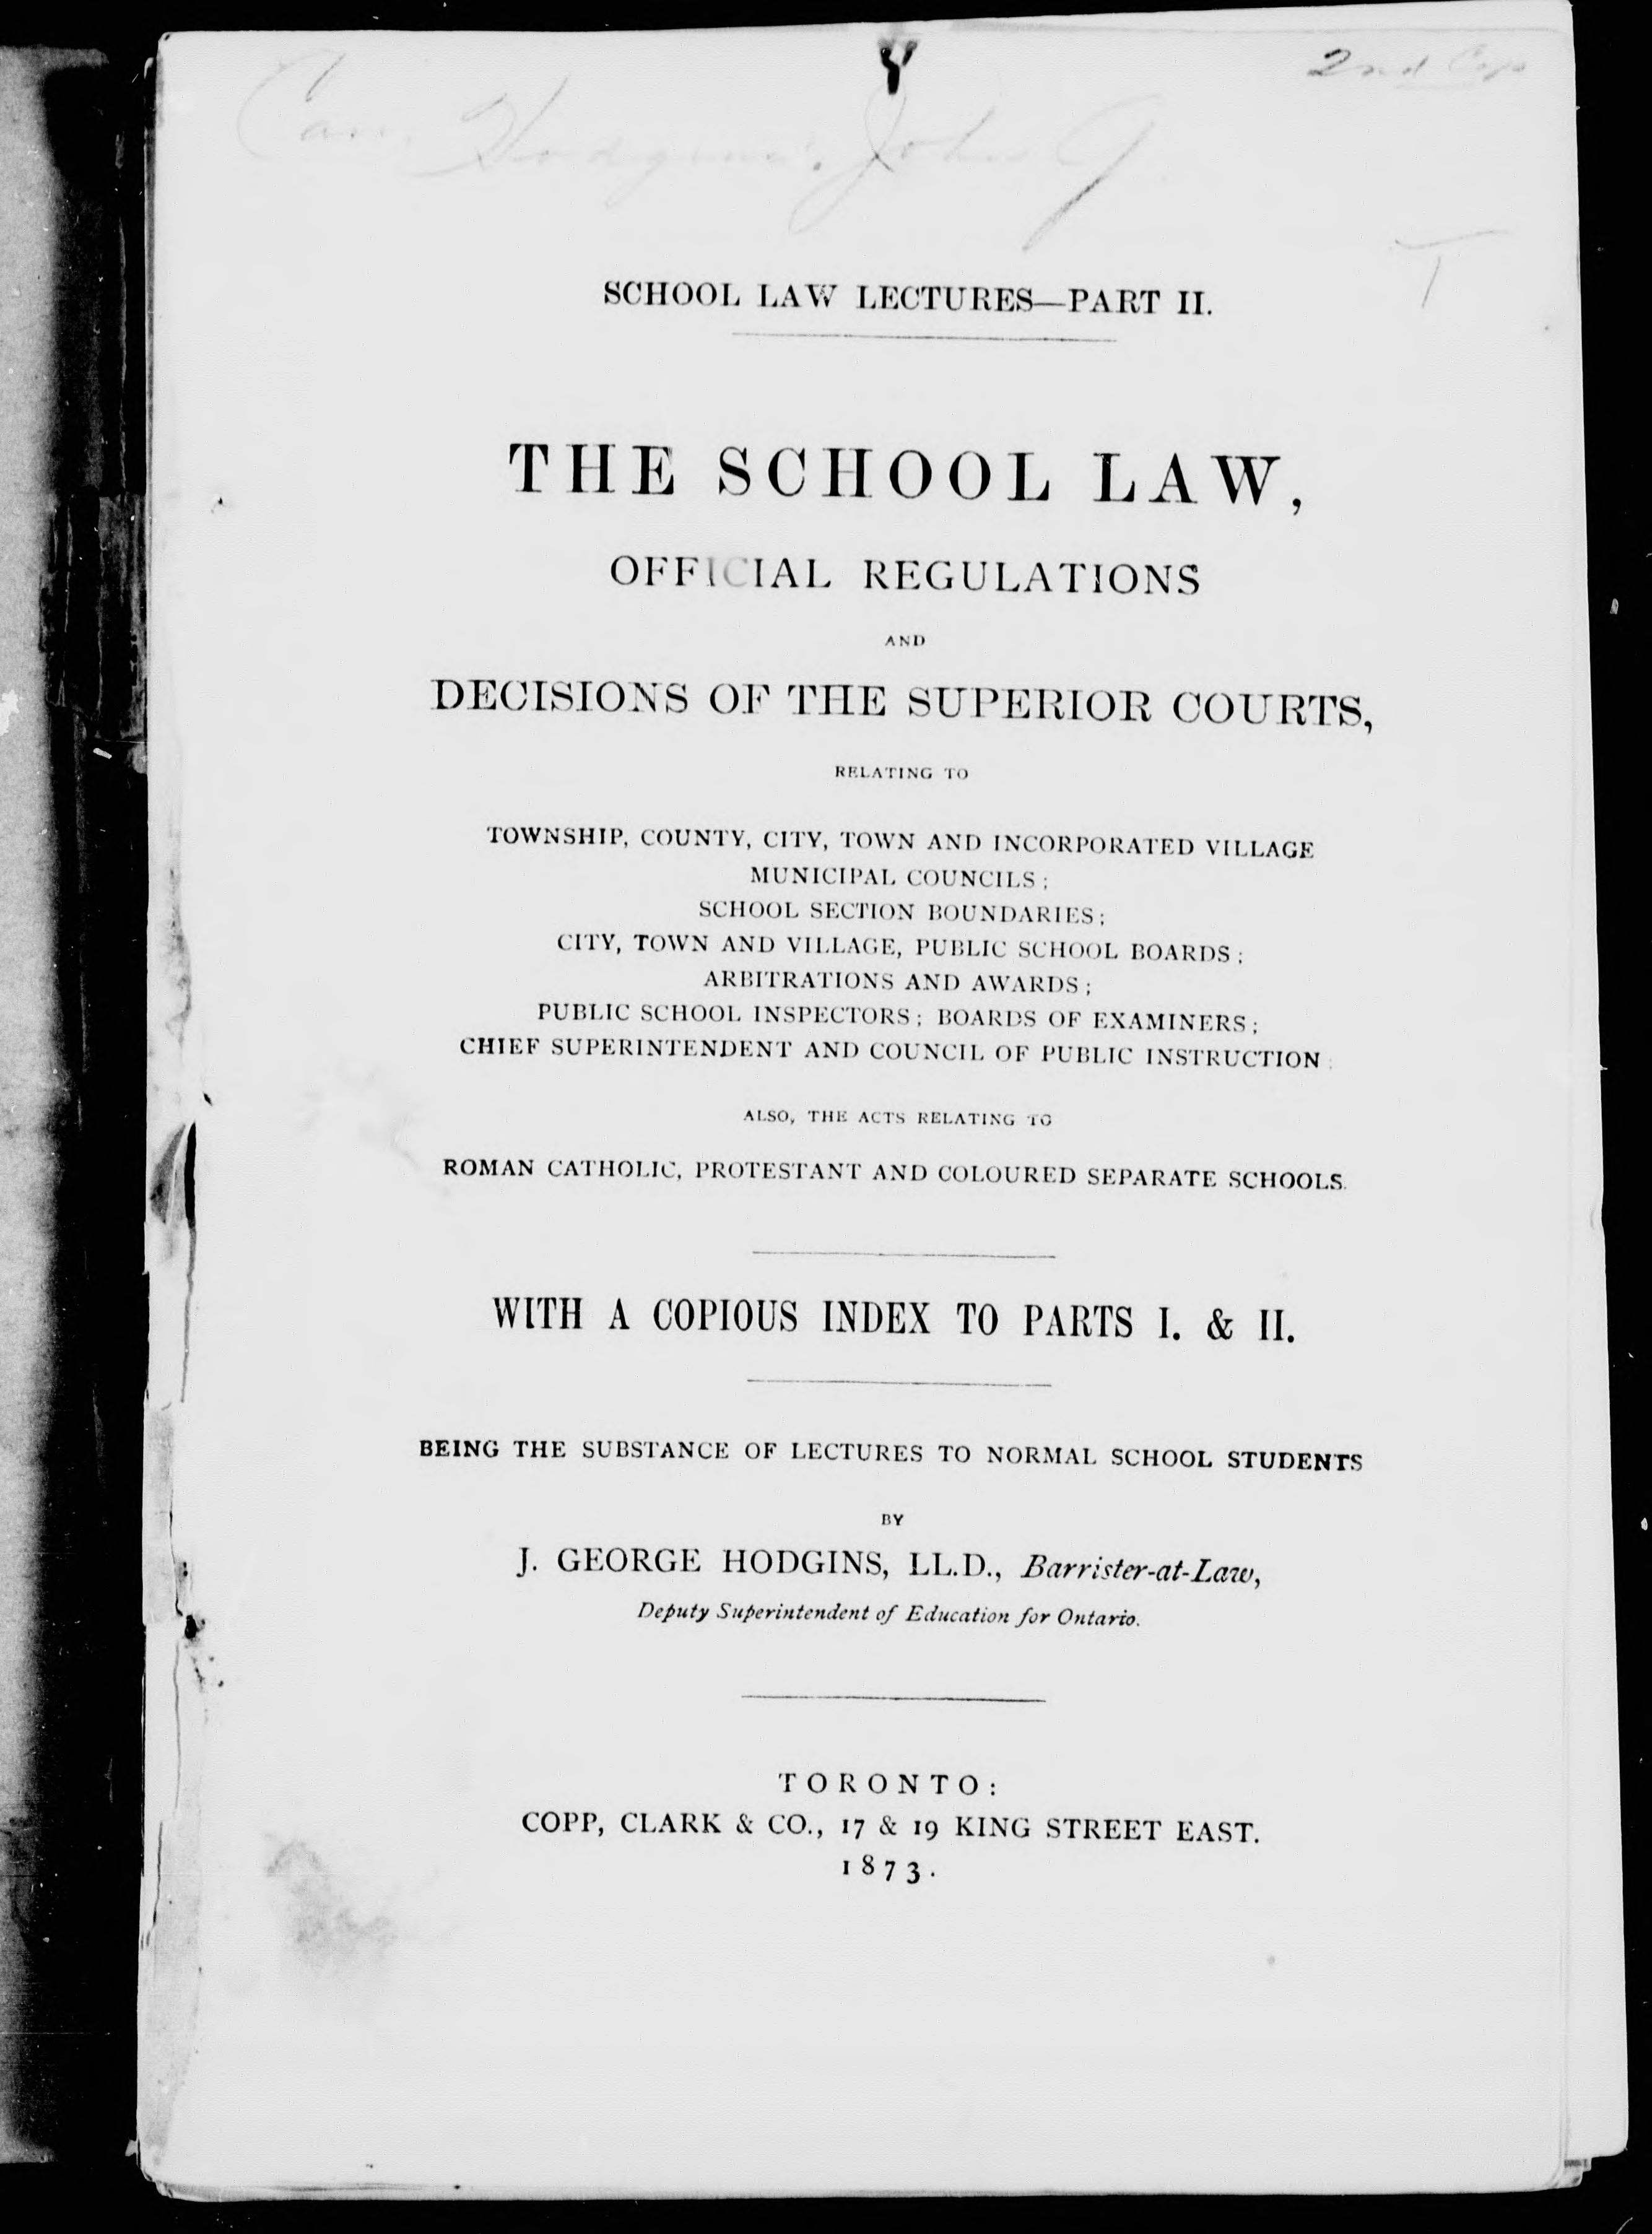 2nd Copy
Can. Hodgins, John G
T
SCHOOL LAW LECTURES—PART II.
THE SCHOOL LAW,
OFFICIAL REGULATIONS
AND
DECISIONS OF THE SUPERIOR COURTS,
RELATING TO
TOWNSHIP, COUNTY, CITY, TOWN AND INCORPORATED VILLAGE
MUNICIPAL COUNCILS;
SCHOOL SECTION BOUNDARIES;
CITY, TOWN AND VILLAGE, PUBLIC SCHOOL BOARDS;
ARBITRATIONS AND AWARDS;
PUBLIC SCHOOL INSPECTORS; BOARDS OF EXAMINERS;
CHIEF SUPERINTENDENT AND COUNCIL OF PUBLIC INSTRUCTION:
ALSO, THE ACTS RELATING TO
ROMAN CATHOLIC, PROTESTANT AND COLOURED SEPARATE SCHOOLS.
WITH A COPIOUS INDEX TO PARTS I. & II.
BEING THE SUBSTANCE OF LECTURES TO NORMAL SCHOOL STUDENTS
BY
J. GEORGE HODGINS, LL.D., Barrister-at-Law,
Deputy Superintendent of Education for Ontario.
TORONTO:
COPP, CLARK & CO., 17 & 19 KING STREET EAST.
1873.